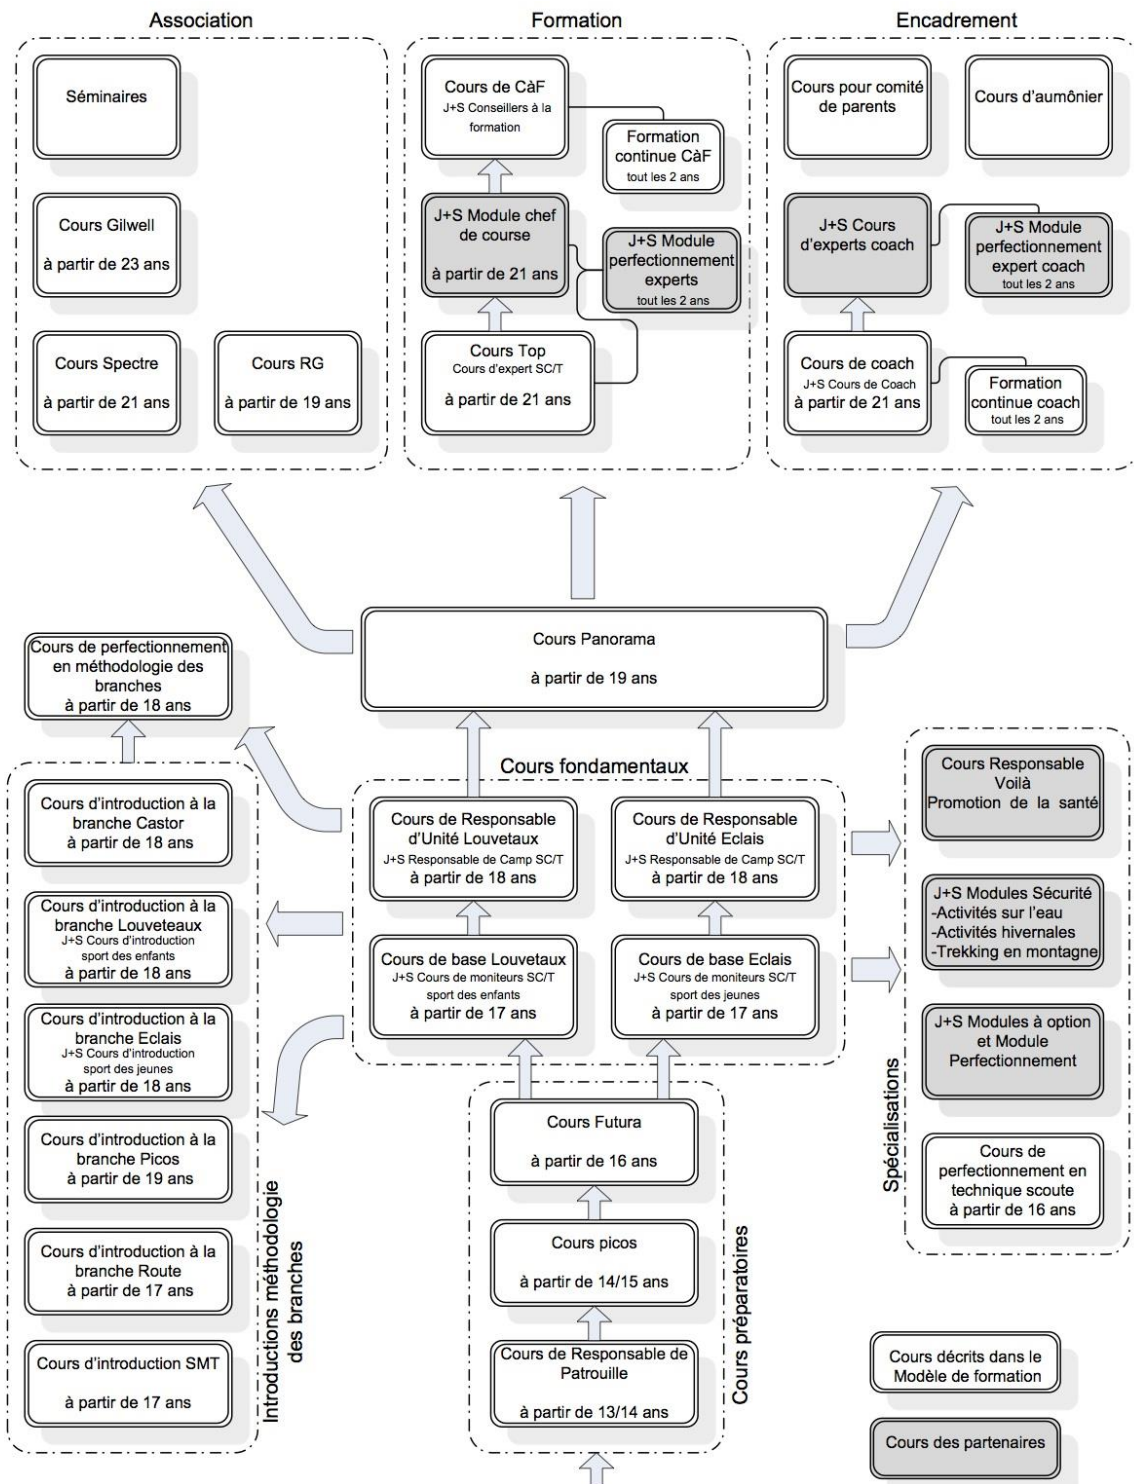 Association
Séminaires
Cours Gilwell
à partir de 23 ans
Cours Spectre
à partir de 21 ans
Cours RG
à partir de 19 ans
Formation
Cours de CàF
J+S Conseillers à la
formation
Formation
continue CàF
tout les 2 ans
J+S Module chef
de course
à partir de 21 ans
J+S Module
perfectionnement
experts
tout les 2 ans
Cours Top
Cours d'expert SC/T
à partir de 21 ans
Encadrement
Cours pour comité
de parents
Cours d'aumônier
J+S Cours
d'experts coach
J+S Module
perfectionnement
expert coach
tout les 2 ans
Cours de coach
J+S Cours de Coach
à partir de 21 ans
Formation
continue coach
tout les 2 ans
Cours Panorama
à partir de 19 ans
Cours de perfectionnement
en méthodologie des
branches
à partir de 18 ans
Cours d'introduction à la
branche Castor
à partir de 18 ans
Cours d'introduction à la
branche Louveteaux
J+S Cours d'introduction
sport des enfants
à partir de 18 ans
Cours d'introduction à la
branche Eclais
J+S Cours d'introduction
sport des jeunes
à partir de 18 ans
Cours d'introduction à la
branche Picos
à partir de 19 ans
Cours d'introduction à la
branche Route
à partir de 17 ans
Cours d'introduction SMT
à partir de 17 ans
Introductions méthodologie
des branches
Cours fondamentaux
Cours de Responsable
d'Unité Louvetaux
J+S Responsable de Camp SC/T
à partir de 18 ans
Cours de Responsable
d'Unité Eclais
J+S Responsable de Camp SC/T
à partir de 18 ans
Cours de base Louvetaux
J+S Cours de moniteurs SC/T
sport des enfants
à partir de 17 ans
Cours de base Eclais
J+S Cours de moniteurs SC/T
sport des jeunes
à partir de 17 ans
Cours Futura
à partir de 16 ans
Cours picos
à partir de 14/15 ans
Cours de Responsable de
Patrouille
à partir de 13/14 ans
Cours préparatoires
Cours Responsable
Voilà
Promotion de la santé
J+S Modules Sécurité
-Activités sur l'eau
-Activités hivernales
-Trekking en montagne
J+S Modules à option
et Module
Perfectionnement
Cours de
perfectionnement en
technique scoute
à partir de 16 ans
Spécialisations
Cours décrits dans le
Modèle de formation
Cours des partenaires